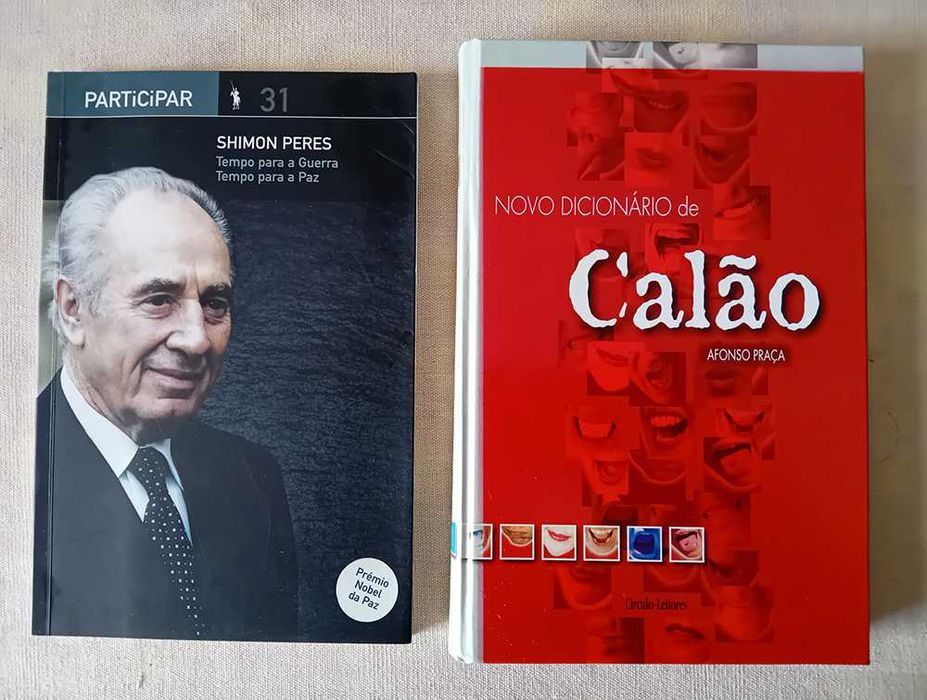 PARTiCiPAR 31
SHIMON PERES
Tempo para a Guerra
Tempo para a Paz
Prémio
Nobel
da Paz
NOVO DICIONÁRIO de
Calão
AFONSO PRAÇA
Círculo-Leitores